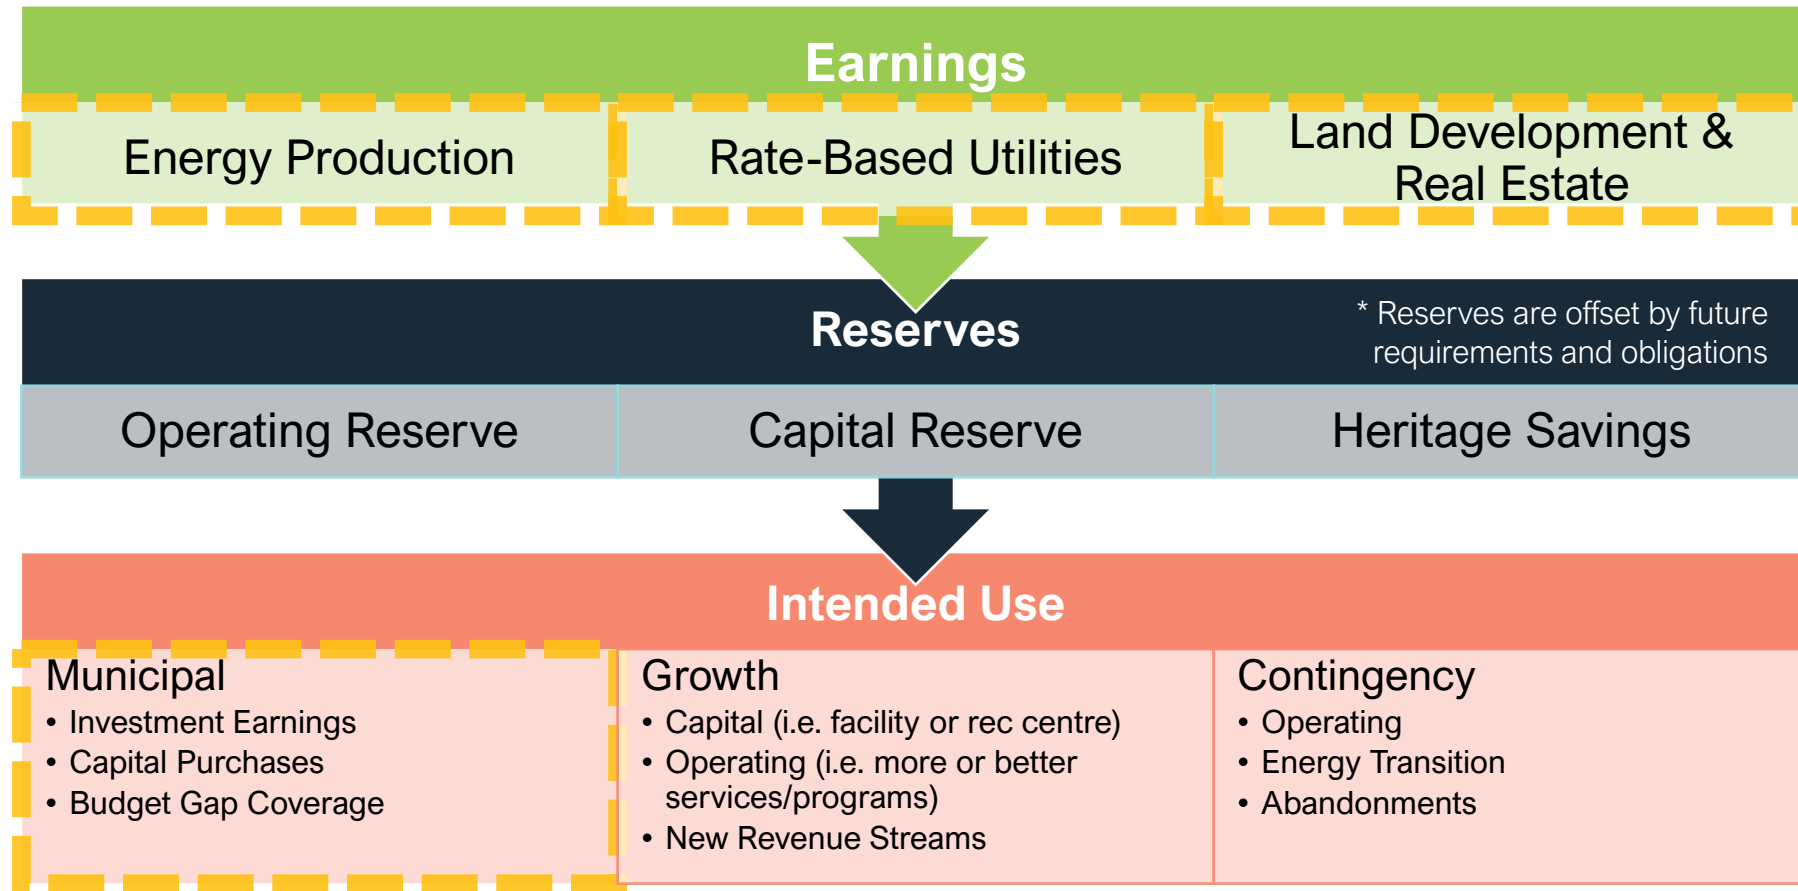 Earnings
Energy Production
Rate-Based Utilities
Land Development &
Real Estate
Reserves
* Reserves are offset by future
requirements and obligations
Operating Reserve
Capital Reserve
Heritage Savings
Intended Use
Municipal
• Investment Earnings
• Capital Purchases
• Budget Gap Coverage
Growth
• Capital (i.e. facility or rec centre)
• Operating (i.e. more or better
services/programs)
• New Revenue Streams
Contingency
• Operating
• Energy Transition
• Abandonments